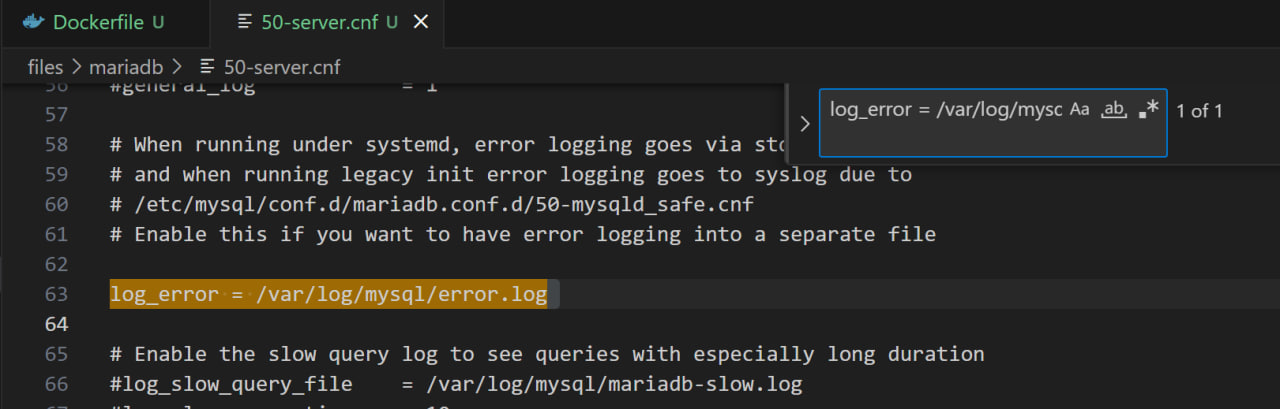 Dockerfile U
50-server.cnf U
files > mariadb > 50-server.cnf
log_error = /var/log/mysc Aa ab .* 1 of 1
56 #general_log = 1
57
58 # When running under systemd, error logging goes via
59 # and when running legacy init error logging goes to syslog due to
60 # /etc/mysql/conf.d/mariadb.conf.d/50-mysqld_safe.cnf
61 # Enable this if you want to have error logging into a separate file
62
63 log_error = /var/log/mysql/error.log
64
65 # Enable the slow query log to see queries with especially long duration
66 #log_slow_query_file = /var/log/mysql/mariadb-slow.log